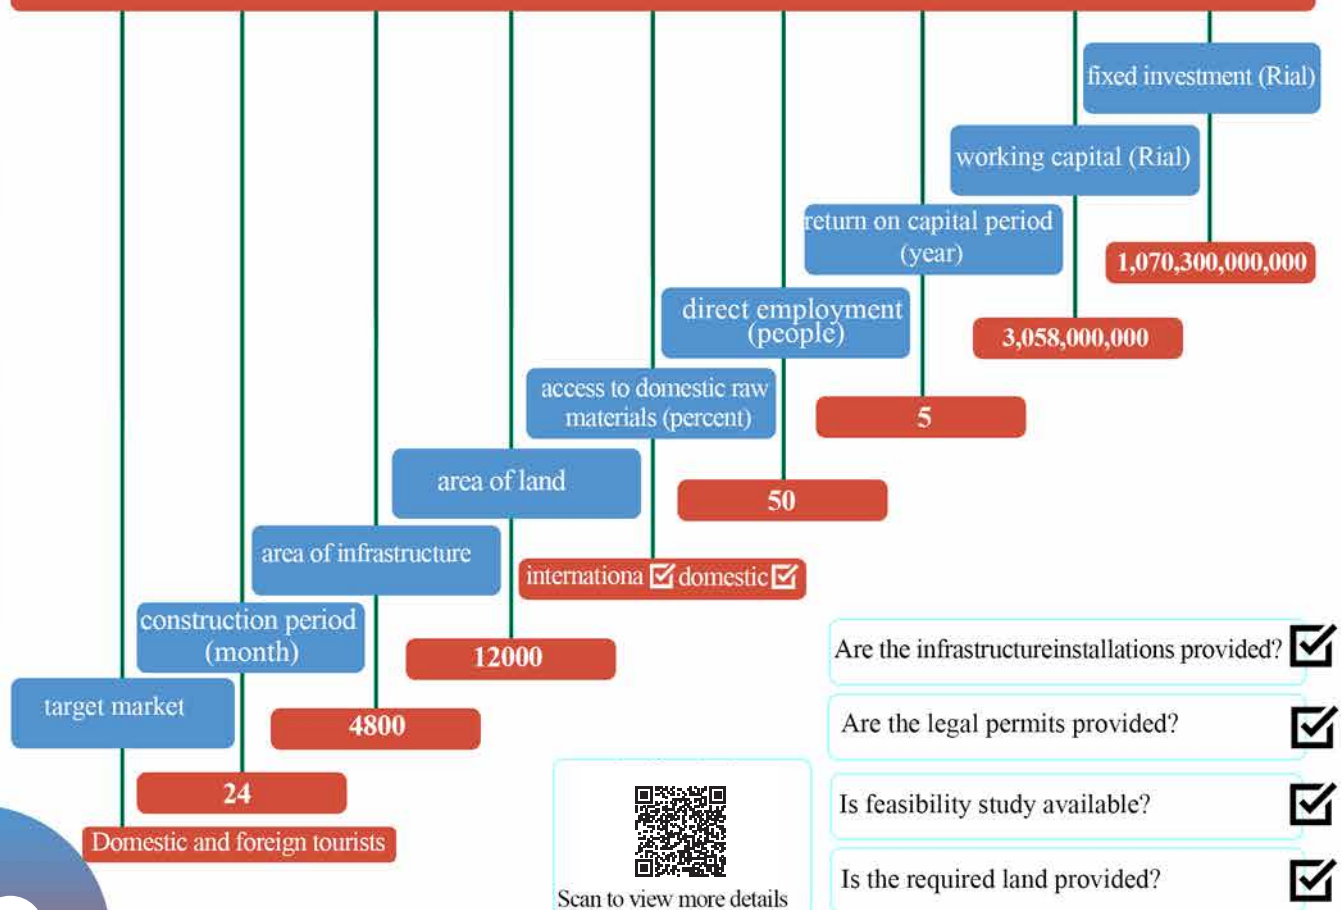 fixed investment (Rial)
1,070,300,000,000
working capital (Rial)
3,058,000,000
return on capital period
(year)
5
direct employment
(people)
50
access to domestic raw
materials (percent)
internationa domestic
area of land
12000
area of infrastructure
4800
construction period
(month)
24
target market
Domestic and foreign tourists
Are the infrastructureinstallations provided?
Are the legal permits provided?
Is feasibility study available?
Is the required land provided?
Scan to view more details